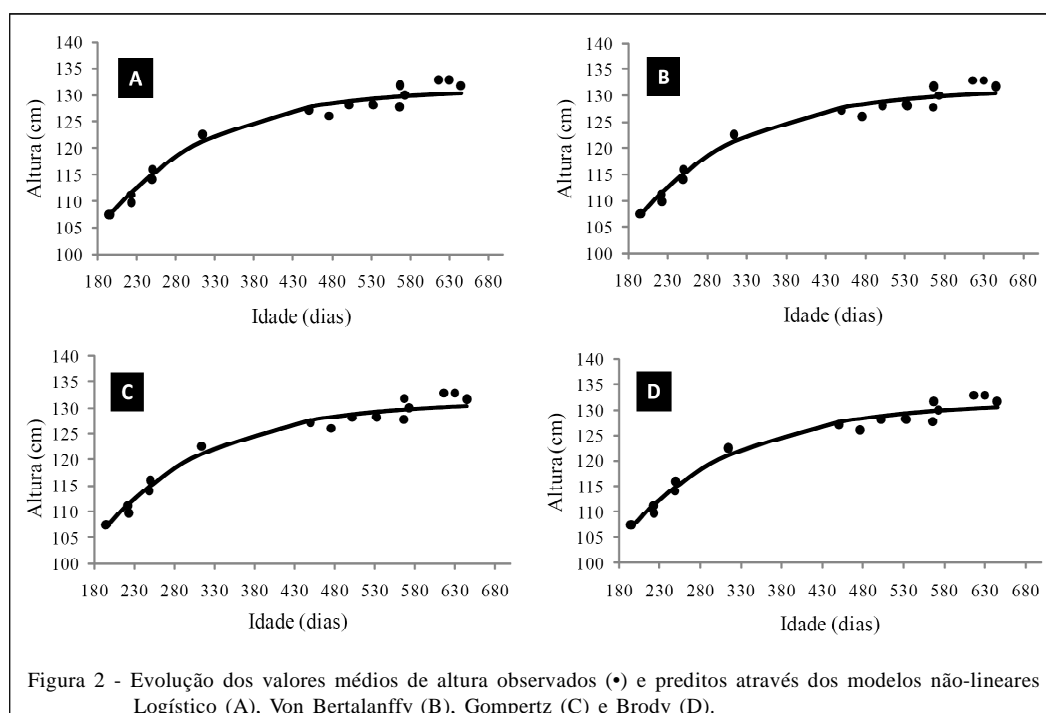 140
135
130
125
120
115
110
105
100
Altura (cm)
A
180 230 280 330 380 430 480 530 580 630 680
Idade (dias)
140
135
130
125
120
115
110
105
100
Altura (cm)
B
180 230 280 330 380 430 480 530 580 630 680
Idade (dias)
140
135
130
125
120
115
110
105
100
Altura (cm)
C
180 230 280 330 380 430 480 530 580 630 680
Idade (dias)
140
135
130
125
120
115
110
105
100
Altura (cm)
D
180 230 280 330 380 430 480 530 580 630 680
Idade (dias)
Figura 2 - Evolução dos valores médios de altura observados (•) e preditos através dos modelos não-lineares
Logístico (A), Von Bertalanffy (B), Gompertz (C) e Brody (D).